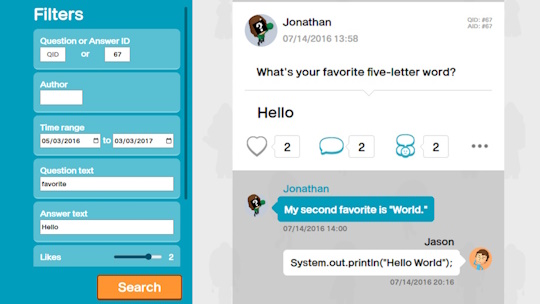 Filters
Question or Answer ID
QID or 67
Author
Time range
05/03/2016 to 03/03/2017
Question text
favorite
Answer text
Hello
Likes 2
Search
Jonathan
07/14/2016 13:58
QID: #67
AID: #67
What's your favorite five-letter word?
Hello
2 2 2
Jonathan
My second favorite is "World."
07/14/2016 14:00
Jason
System.out.println("Hello World");
07/14/2016 20:16